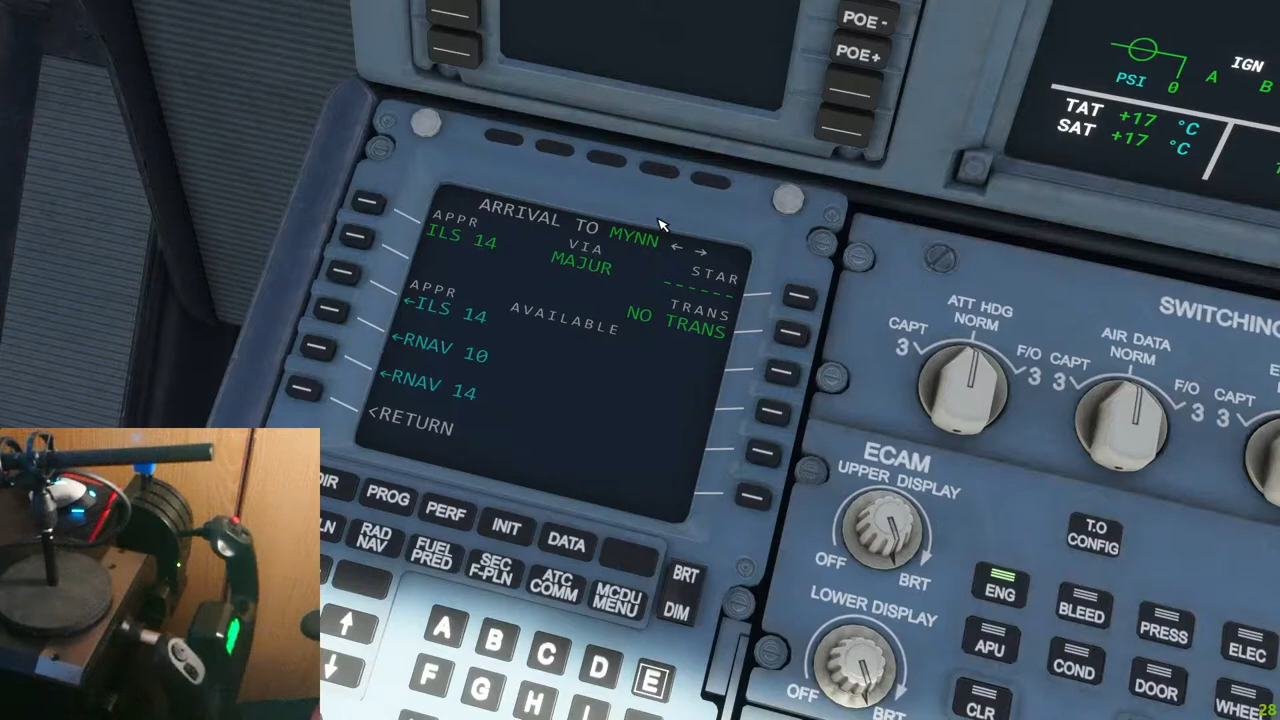 POE -
POE+
IGN
PSI 0 A B
TAT +17 °C
SAT +17 °C
ARRIVAL TO MYNN ← →
APPR VIA STAR
ILS 14 MAJUR ------
APPR AVAILABLE TRANS
←ILS 14 NO TRANS
←RNAV 10
←RNAV 14
<RETURN
DIR PROG PERF INIT DATA
RAD NAV FUEL PRED SEC F-PLN ATC COMM MCDU MENU
BRT
DIM
A B C D E
F G H
SWITCHING
ATT HDG
NORM
CAPT 3 F/O 3
AIR DATA
NORM
CAPT 3 F/O 3
CAPT 3
ECAM
UPPER DISPLAY
OFF BRT
LOWER DISPLAY
OFF BRT
T.O CONFIG
ENG BLEED PRESS ELEC
APU COND DOOR WHEEL
CLR
28